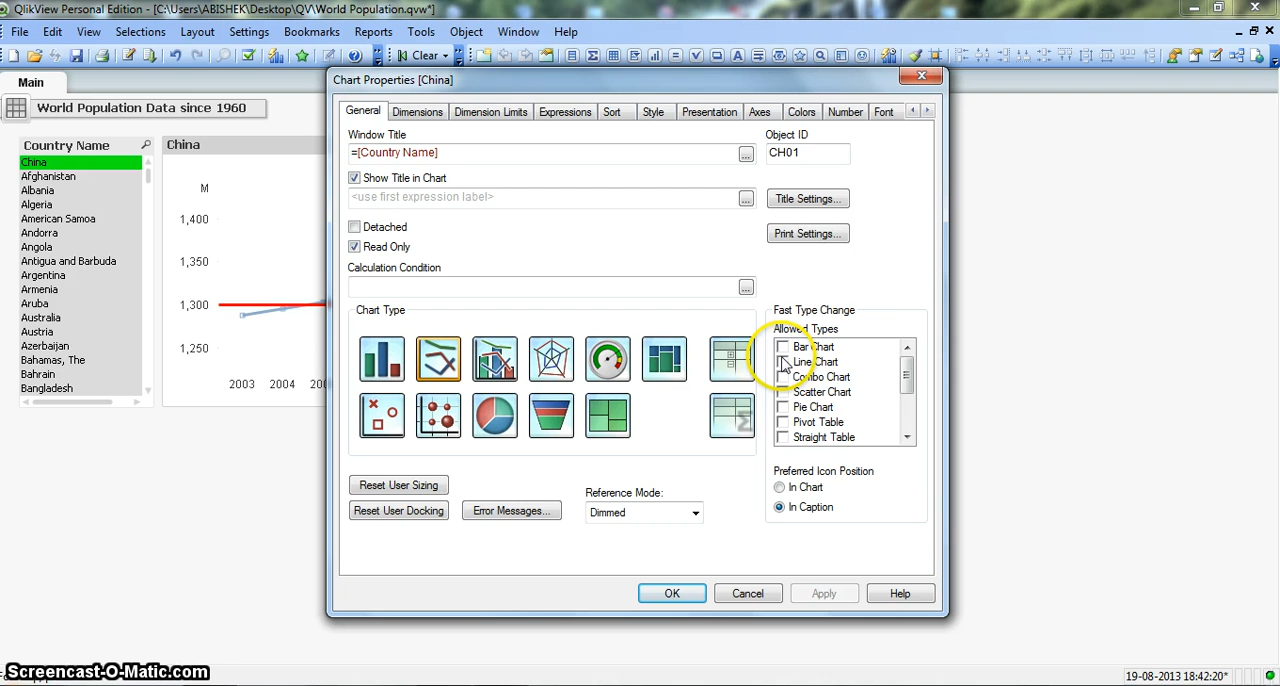 QlikView Personal Edition - [C:\Users\ABISHEK\Desktop\QV\World Population.qvw*]
File Edit View Selections Layout Settings Bookmarks Reports Tools Object Window Help
Clear
Main
World Population Data since 1960
Country Name
China
Afghanistan
Albania
Algeria
American Samoa
Andorra
Angola
Antigua and Barbuda
Argentina
Armenia
Aruba
Australia
Austria
Azerbaijan
Bahamas, The
Bahrain
Bangladesh
China
M
1,400
1,350
1,300
1,250
2003 2004
Chart Properties [China]
General Dimensions Dimension Limits Expressions Sort Style Presentation Axes Colors Number Font
Window Title
=[Country Name]
Show Title in Chart
<use first expression label>
Detached
Read Only
Calculation Condition
Object ID
CH01
Title Settings...
Print Settings...
Chart Type
Reset User Sizing
Reset User Docking
Error Messages...
Reference Mode:
Dimmed
Fast Type Change
Allowed Types
Bar Chart
Line Chart
Combo Chart
Scatter Chart
Pie Chart
Pivot Table
Straight Table
Preferred Icon Position
In Chart
In Caption
OK Cancel Apply Help
Screencast-O-Matic.com
19-08-2013 18:42:20*